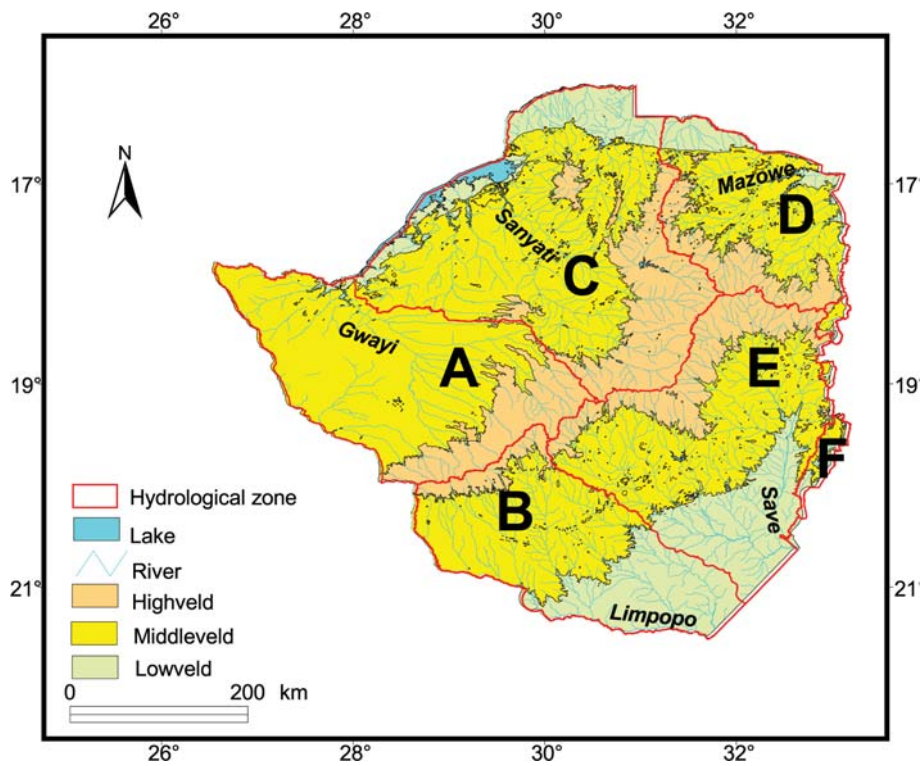 26°
28°
30°
32°
N
17°
17°
Mazowe
D
Sanyati
C
Gwayi
A
19°
19°
E
F
B
Save
Hydrological zone
Lake
River
21°
21°
Highveld
Limpopo
Middleveld
Lowveld
0
200 km
26°
28°
30°
32°